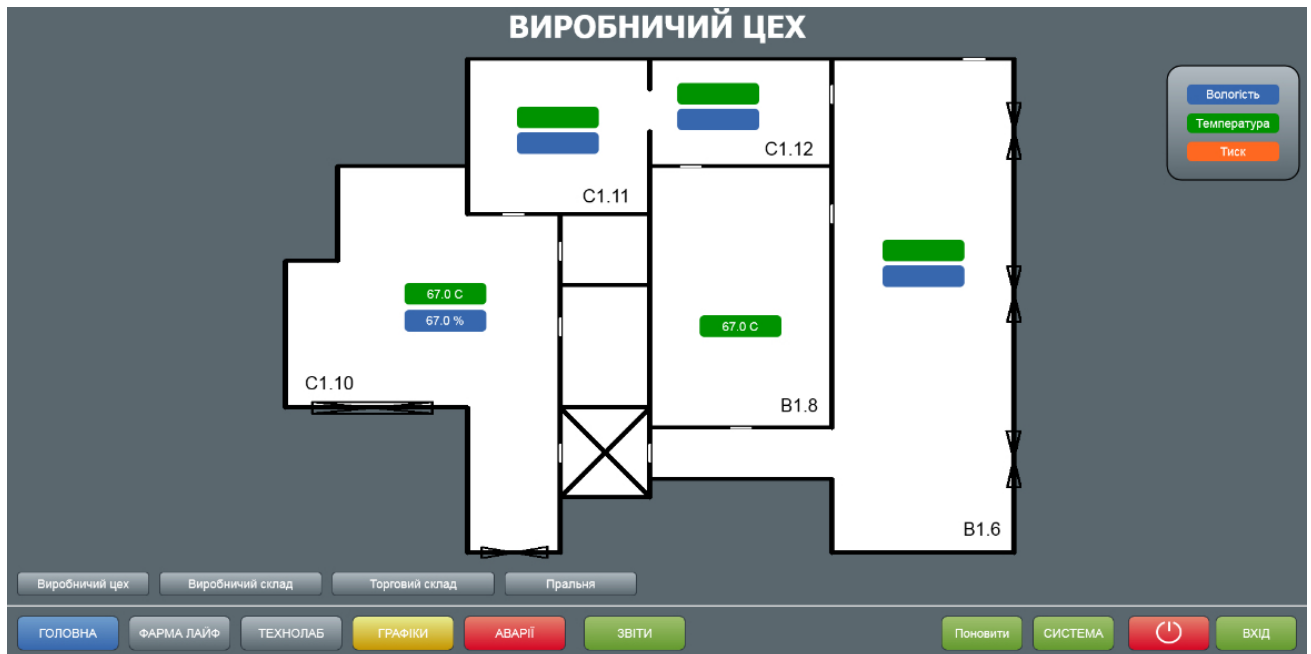 ВИРОБНИЧИЙ ЦЕХ
Вологість
Температура
Тиск
C1.12
C1.11
67.0 C
67.0 %
67.0 C
C1.10
B1.8
B1.6
Виробничий цех
Виробничий склад
Торговий склад
Пральня
ГОЛОВНА
ФАРМА ЛАЙФ
ТЕХНОЛАБ
ГРАФІКИ
АВАРІЇ
ЗВІТИ
Поновити
СИСТЕМА
ВХІД